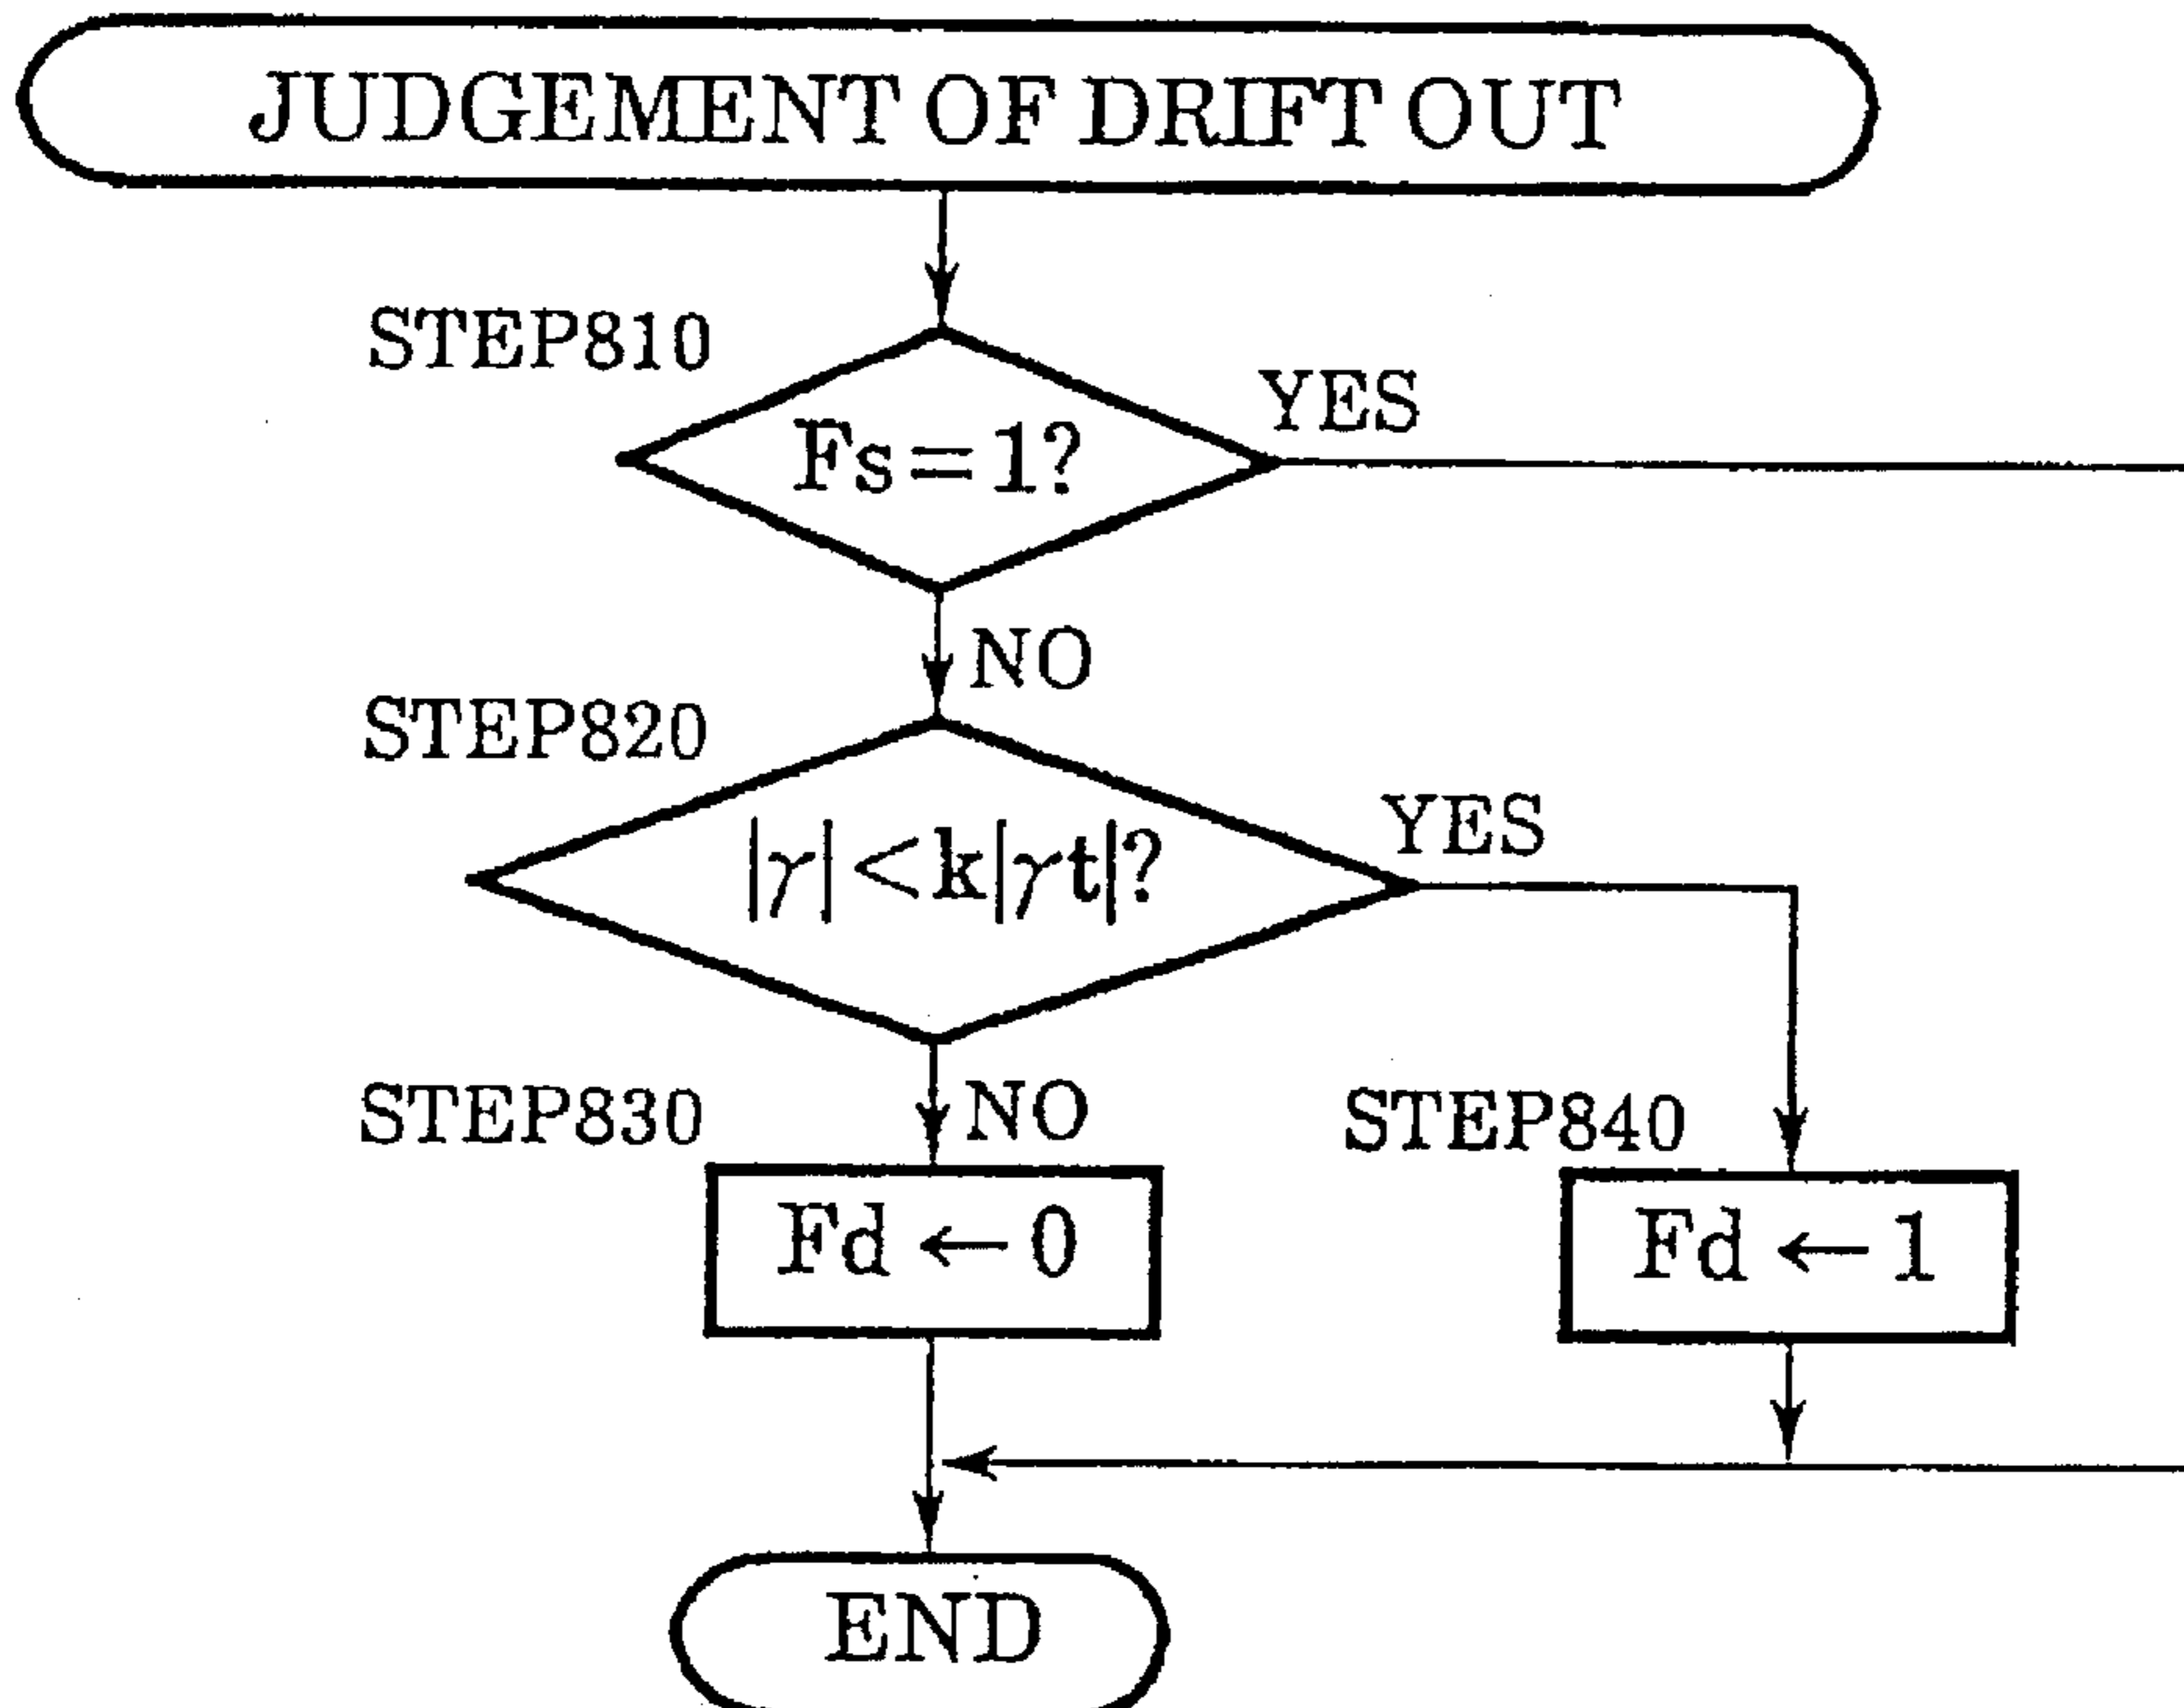 JUDGEMENT OF DRIFT OUT
STEP810
Fs=1?
YES
NO
STEP820
|γ|<k|γt|?
YES
NO
STEP830
Fd←0
STEP840
Fd←1
END